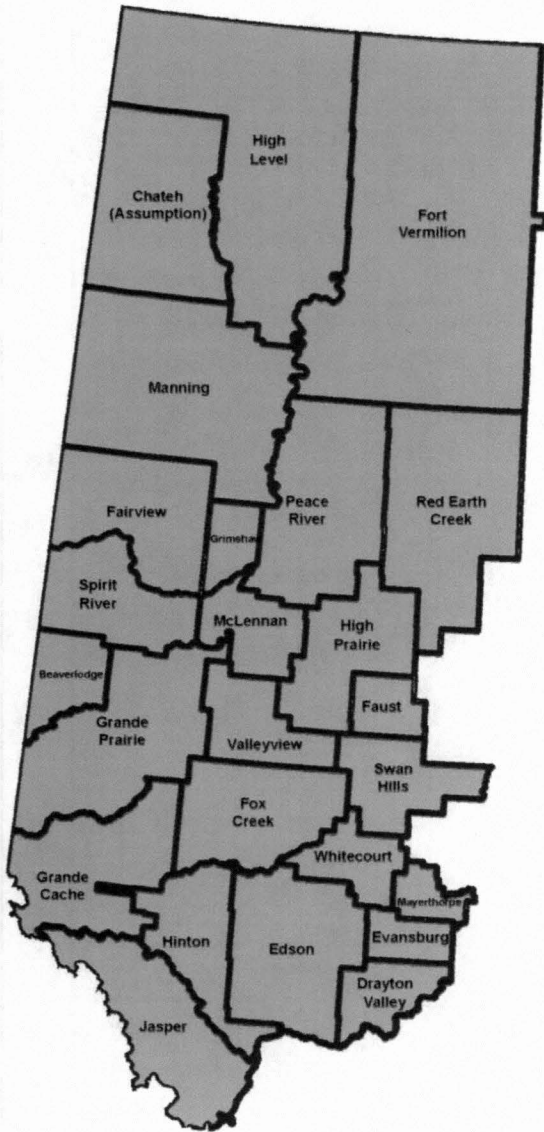 High
Level
Chateh
(Assumption)
Fort
Vermilion
Manning
Peace
River
Red Earth
Creek
Fairview
Grimshaw
Spirit
River
McLennan
High
Prairie
Beaverlodge
Faust
Grande
Prairie
Valleyview
Swan
Hills
Fox
Creek
Whitecourt
Grande
Cache
Mayerthorpe
Evansburg
Hinton
Edson
Drayton
Valley
Jasper